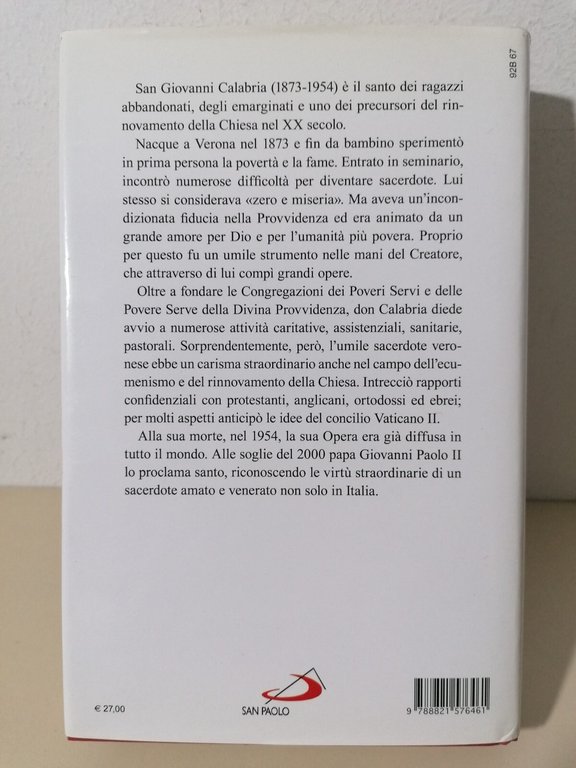 92B 67
San Giovanni Calabria (1873-1954) è il santo dei ragazzi
abbandonati, degli emarginati e uno dei precursori del rin-
novamento della Chiesa nel XX secolo.
Nacque a Verona nel 1873 e fin da bambino sperimentò
in prima persona la povertà e la fame. Entrato in seminario,
incontrò numerose difficoltà per diventare sacerdote. Lui
stesso si considerava «zero e miseria». Ma aveva un'incon-
dizionata fiducia nella Provvidenza ed era animato da un
grande amore per Dio e per l'umanità più povera. Proprio
per questo fu un umile strumento nelle mani del Creatore,
che attraverso di lui compì grandi opere.
Oltre a fondare le Congregazioni dei Poveri Servi e delle
Povere Serve della Divina Provvidenza, don Calabria diede
avvio a numerose attività caritative, assistenziali, sanitarie,
pastorali. Sorprendentemente, però, l'umile sacerdote vero-
nese ebbe un carisma straordinario anche nel campo dell'ecu-
menismo e del rinnovamento della Chiesa. Intrecciò rapporti
confidenziali con protestanti, anglicani, ortodossi ed ebrei;
per molti aspetti anticipò le idee del concilio Vaticano II.
Alla sua morte, nel 1954, la sua Opera era già diffusa in
tutto il mondo. Alle soglie del 2000 papa Giovanni Paolo II
lo proclama santo, riconoscendo le virtù straordinarie di un
sacerdote amato e venerato non solo in Italia.
€ 27,00
SAN PAOLO
9 788821 576461